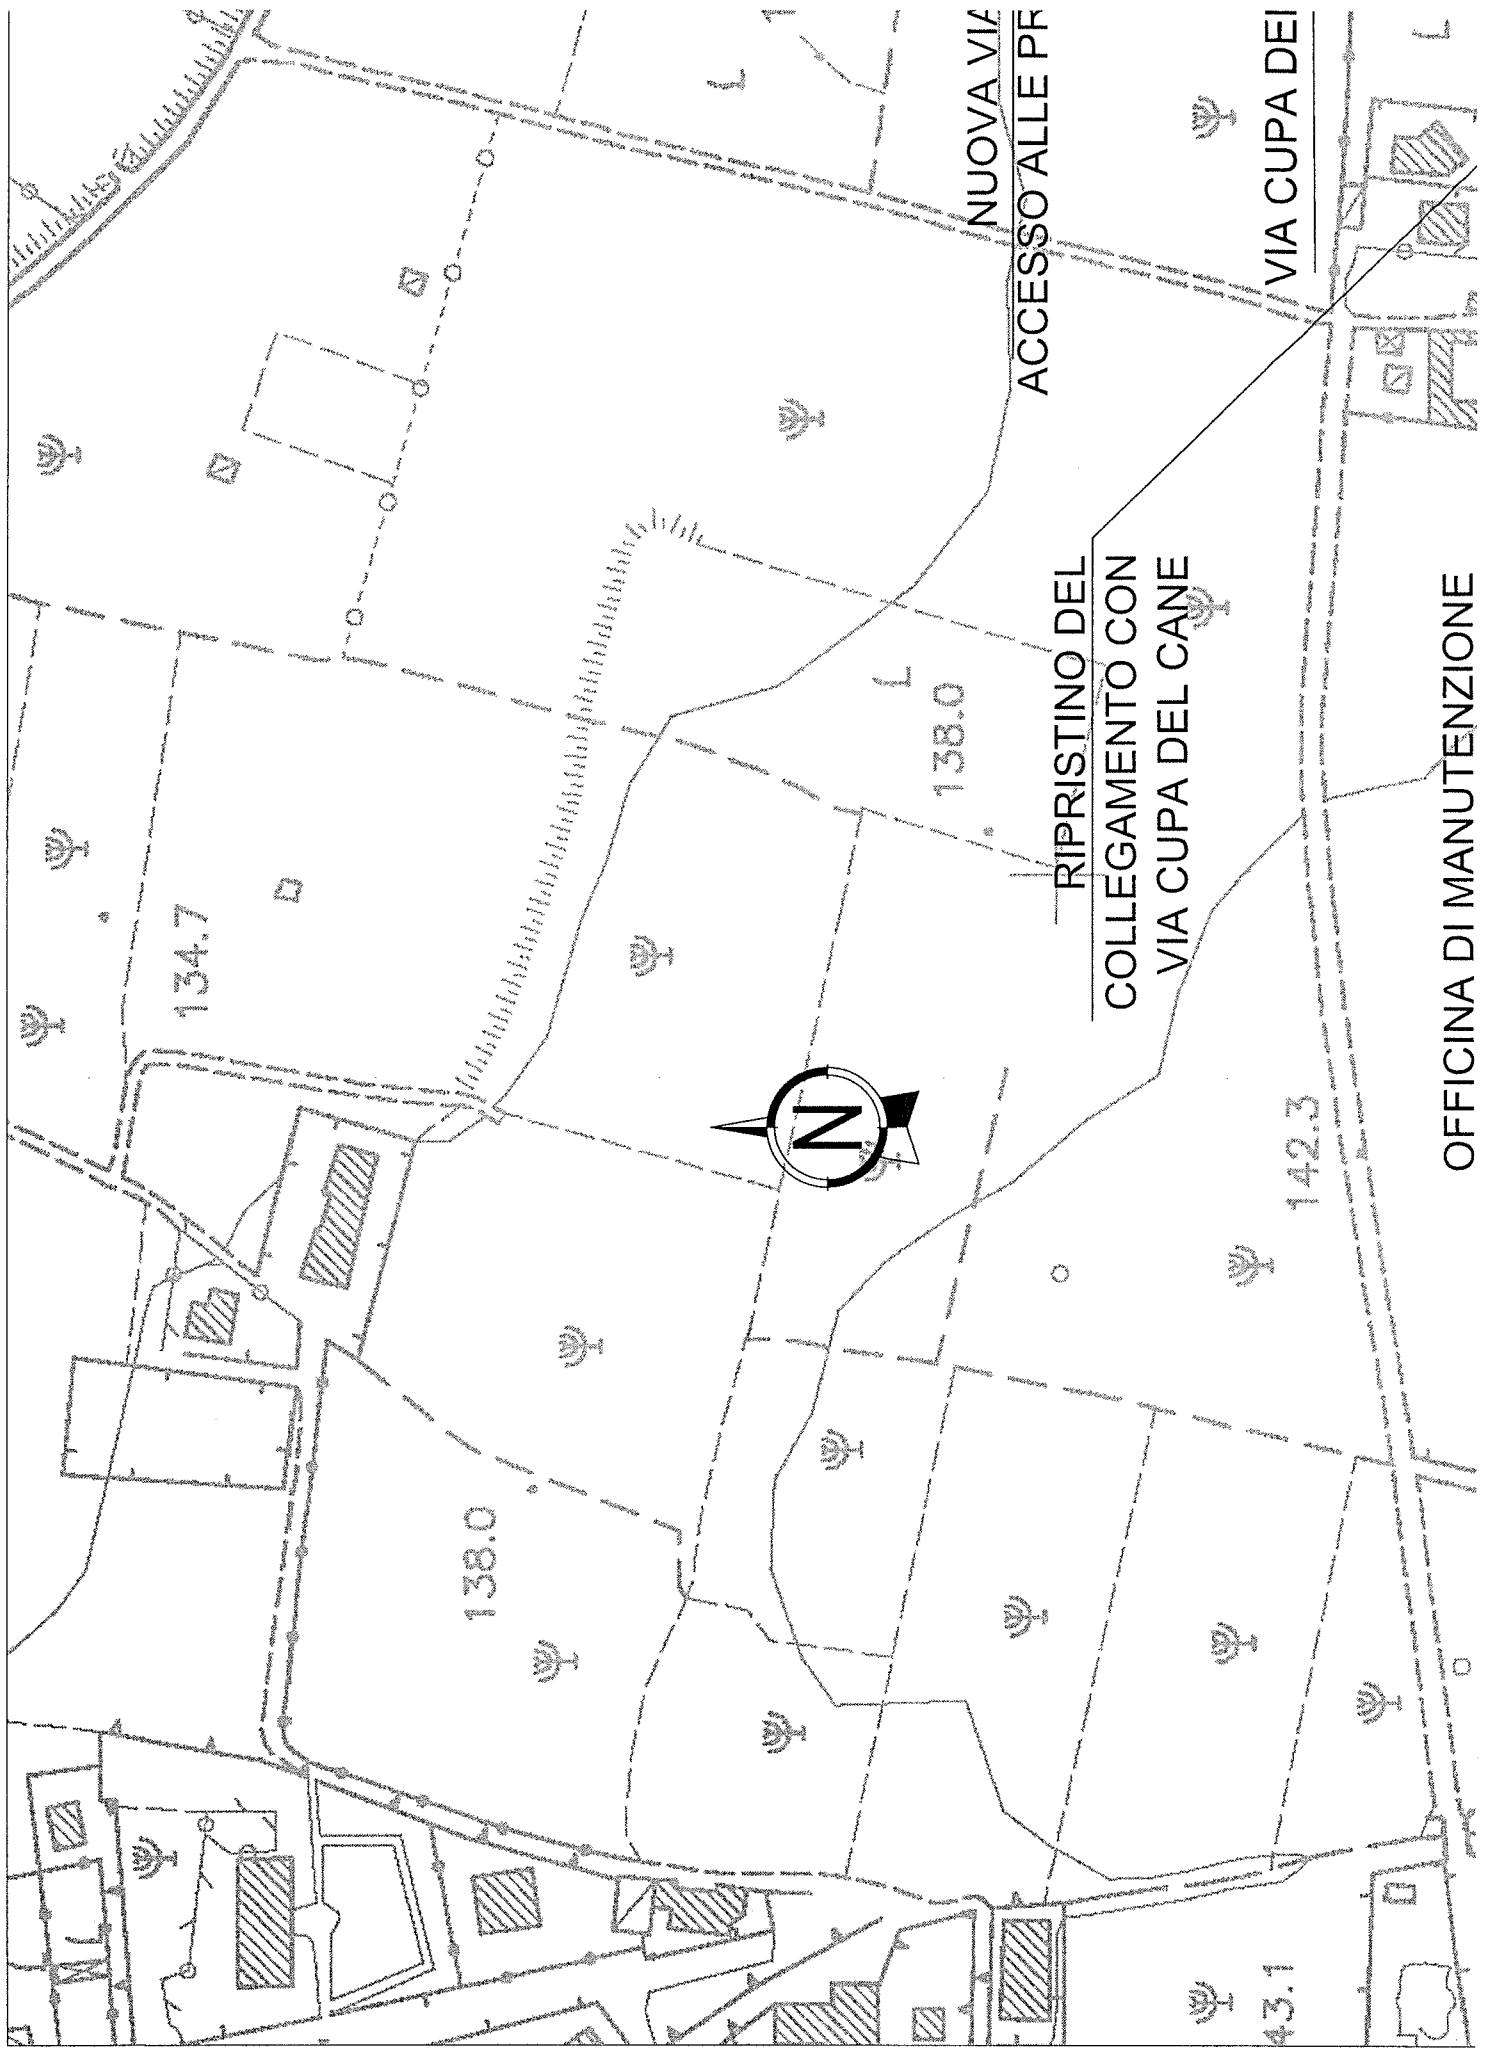 NUOVA VIA
ACCESSO ALLE PR
VIA CUPA DEI
RIPRISTINO DEL
COLLEGAMENTO CON
VIA CUPA DEL CANE
OFFICINA DI MANUTENZIONE
134.7
138.0
138.0
142.3
43.1
N